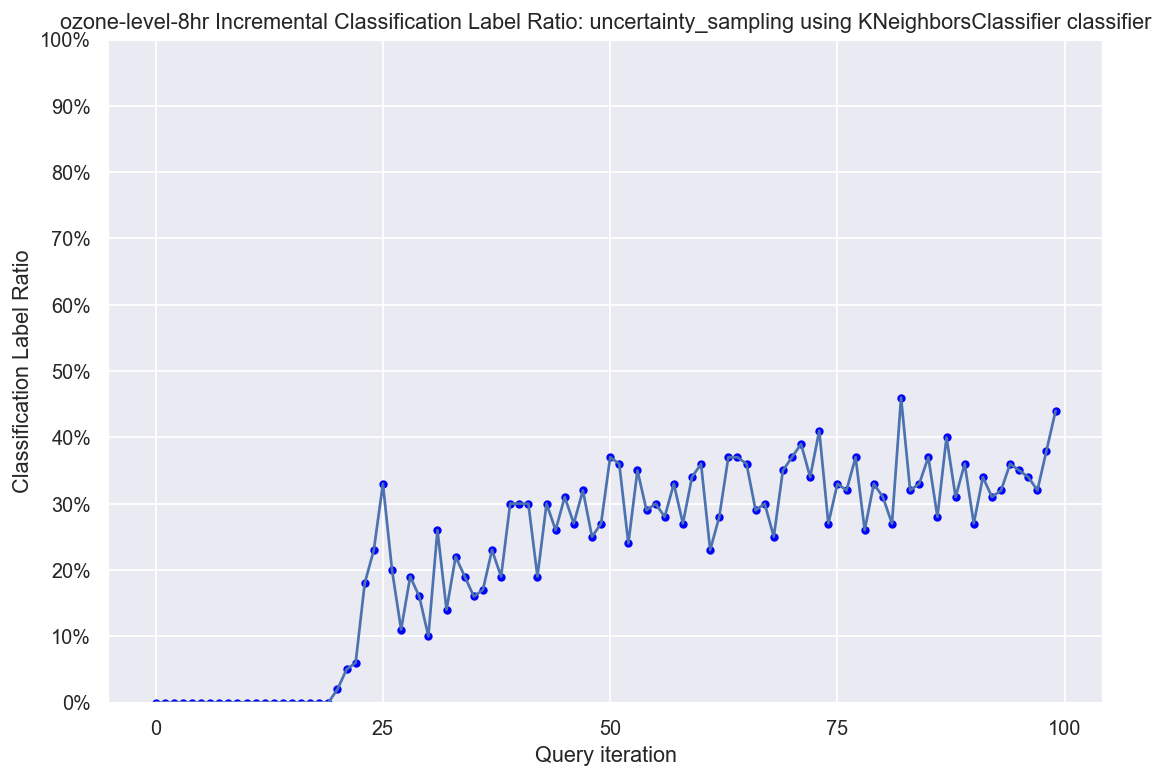 ozone-level-8hr Incremental Classification Label Ratio: uncertainty_sampling using KNeighborsClassifier classifier
100%
90%
80%
70%
60%
50%
40%
30%
20%
10%
0%
Classification Label Ratio
0 25 50 75 100
Query iteration